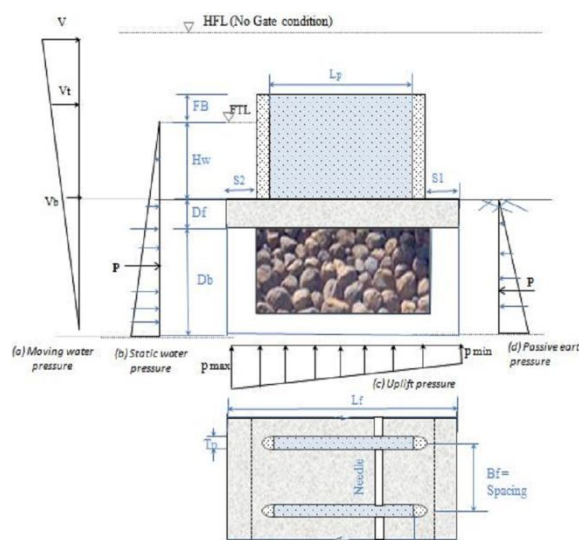 V
HFL (No Gate condition)
Lp
Vt
FB
FTL
Hw
S2
S1
Vb
Df
P
Db
p
(a) Moving water
pressure
(b) Static water
pressure
p max
p min
(c) Uplift pressure
(d) Passive eart
pressure
Lf
Tp
Needle
Bf =
Spacing